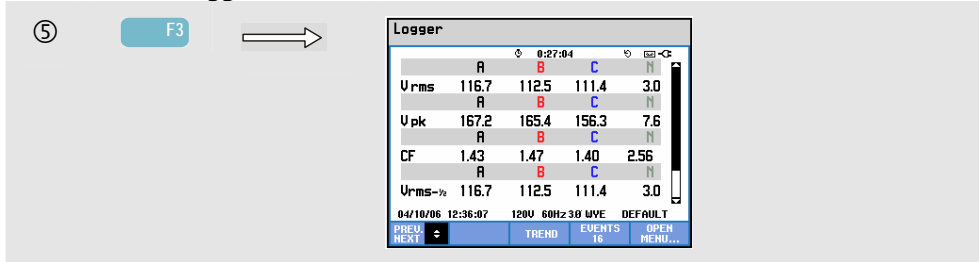 ⑤ F3
Logger
0:27:04
A B C N
Vrms 116.7 112.5 111.4 3.0
A B C N
Vpk 167.2 165.4 156.3 7.6
A B C N
CF 1.43 1.47 1.40 2.56
A B C N
Vrms-½ 116.7 112.5 111.4 3.0
04/10/06 12:36:07 120V 60Hz 3Ø WYE DEFAULT
PREV. NEXT TREND EVENTS 16 OPEN MENU...